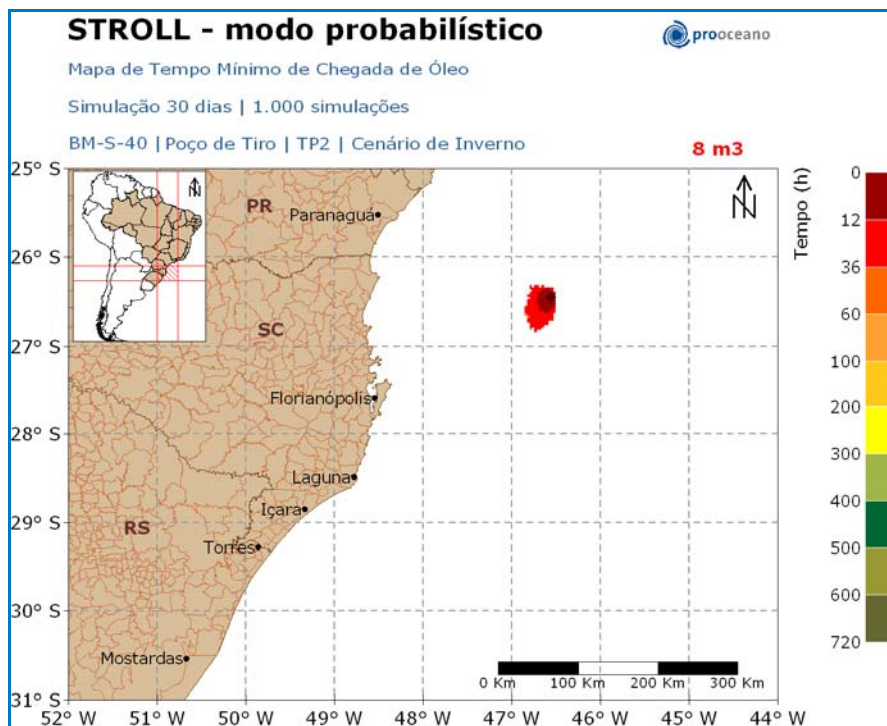 STROLL - modo probabilístico
prooceano
Mapa de Tempo Mínimo de Chegada de Óleo
Simulação 30 dias | 1.000 simulações
BM-S-40 | Poço de Tiro | TP2 | Cenário de Inverno
8 m3
25° S
26° S
27° S
28° S
29° S
30° S
31° S
52 W
51 W
50 W
49 W
48 W
47 W
46 W
45 W
44 W
N
PR
Paranaguá
N
SC
Florianópolis
Laguna
Içara
RS
Torres
Mostardas
0 Km
100 Km
200 Km
300 Km
Tempo (h)
0
12
36
60
100
200
300
400
500
600
720